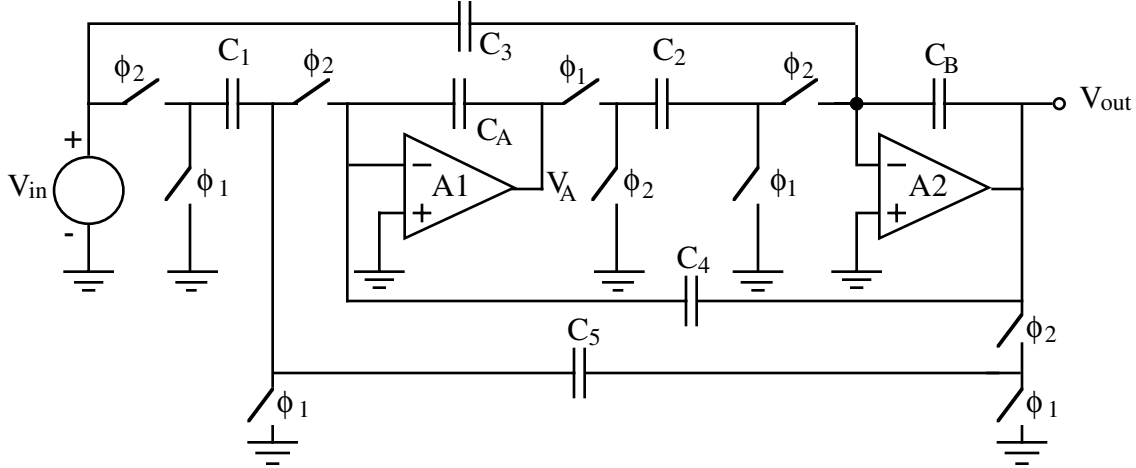 C3
ϕ2 C1 ϕ2 CA ϕ1 C2 ϕ2 CB Vout
+ Vin -
ϕ1 − + A1 VA ϕ2 ϕ1 − + A2
C4
C5 ϕ2
ϕ1 ϕ1